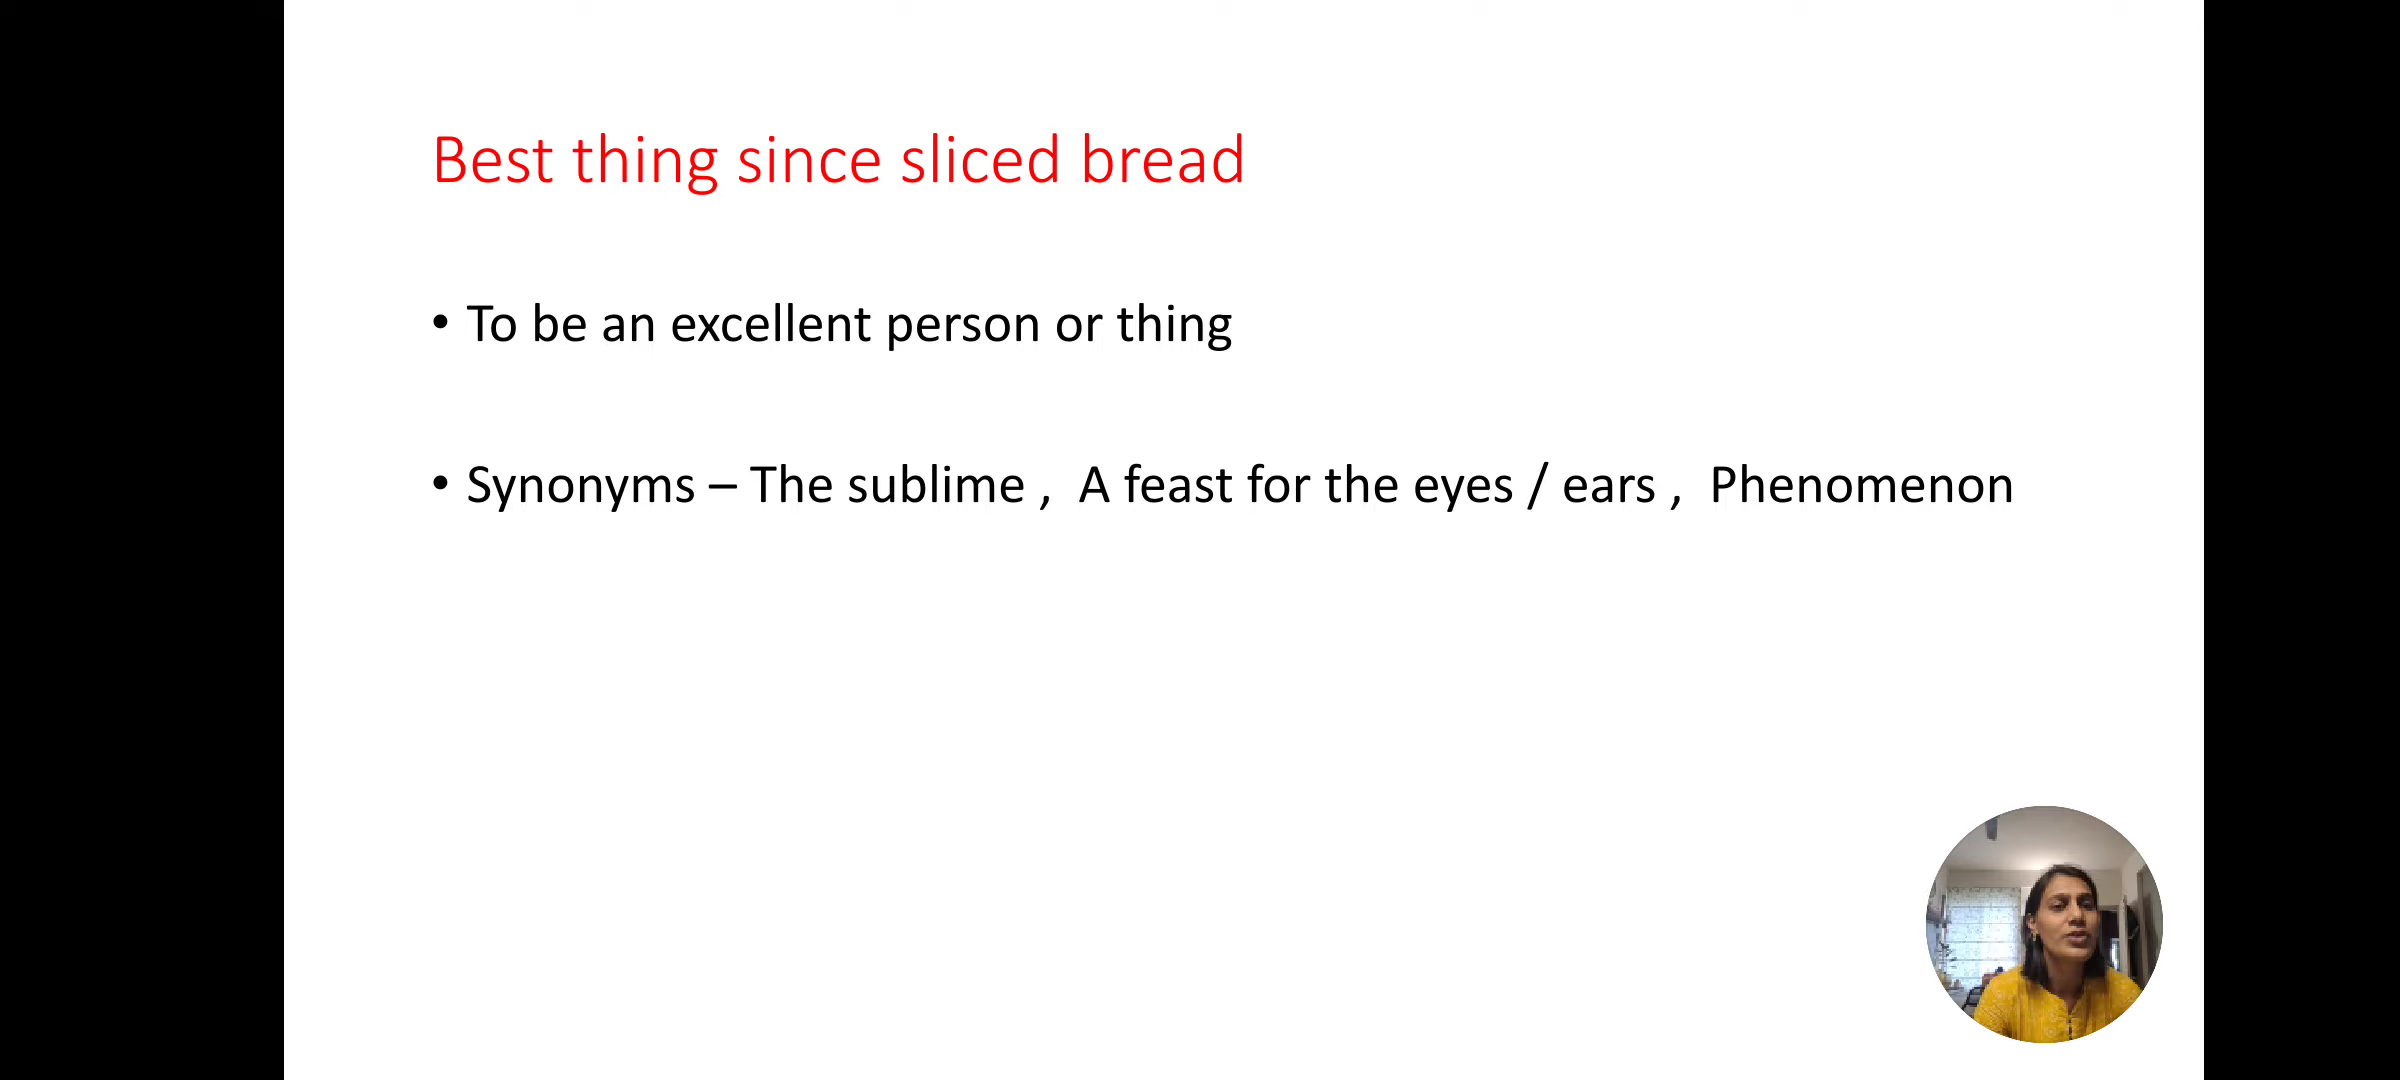 Best thing since sliced bread
• To be an excellent person or thing
• Synonyms – The sublime ,  A feast for the eyes / ears ,  Phenomenon